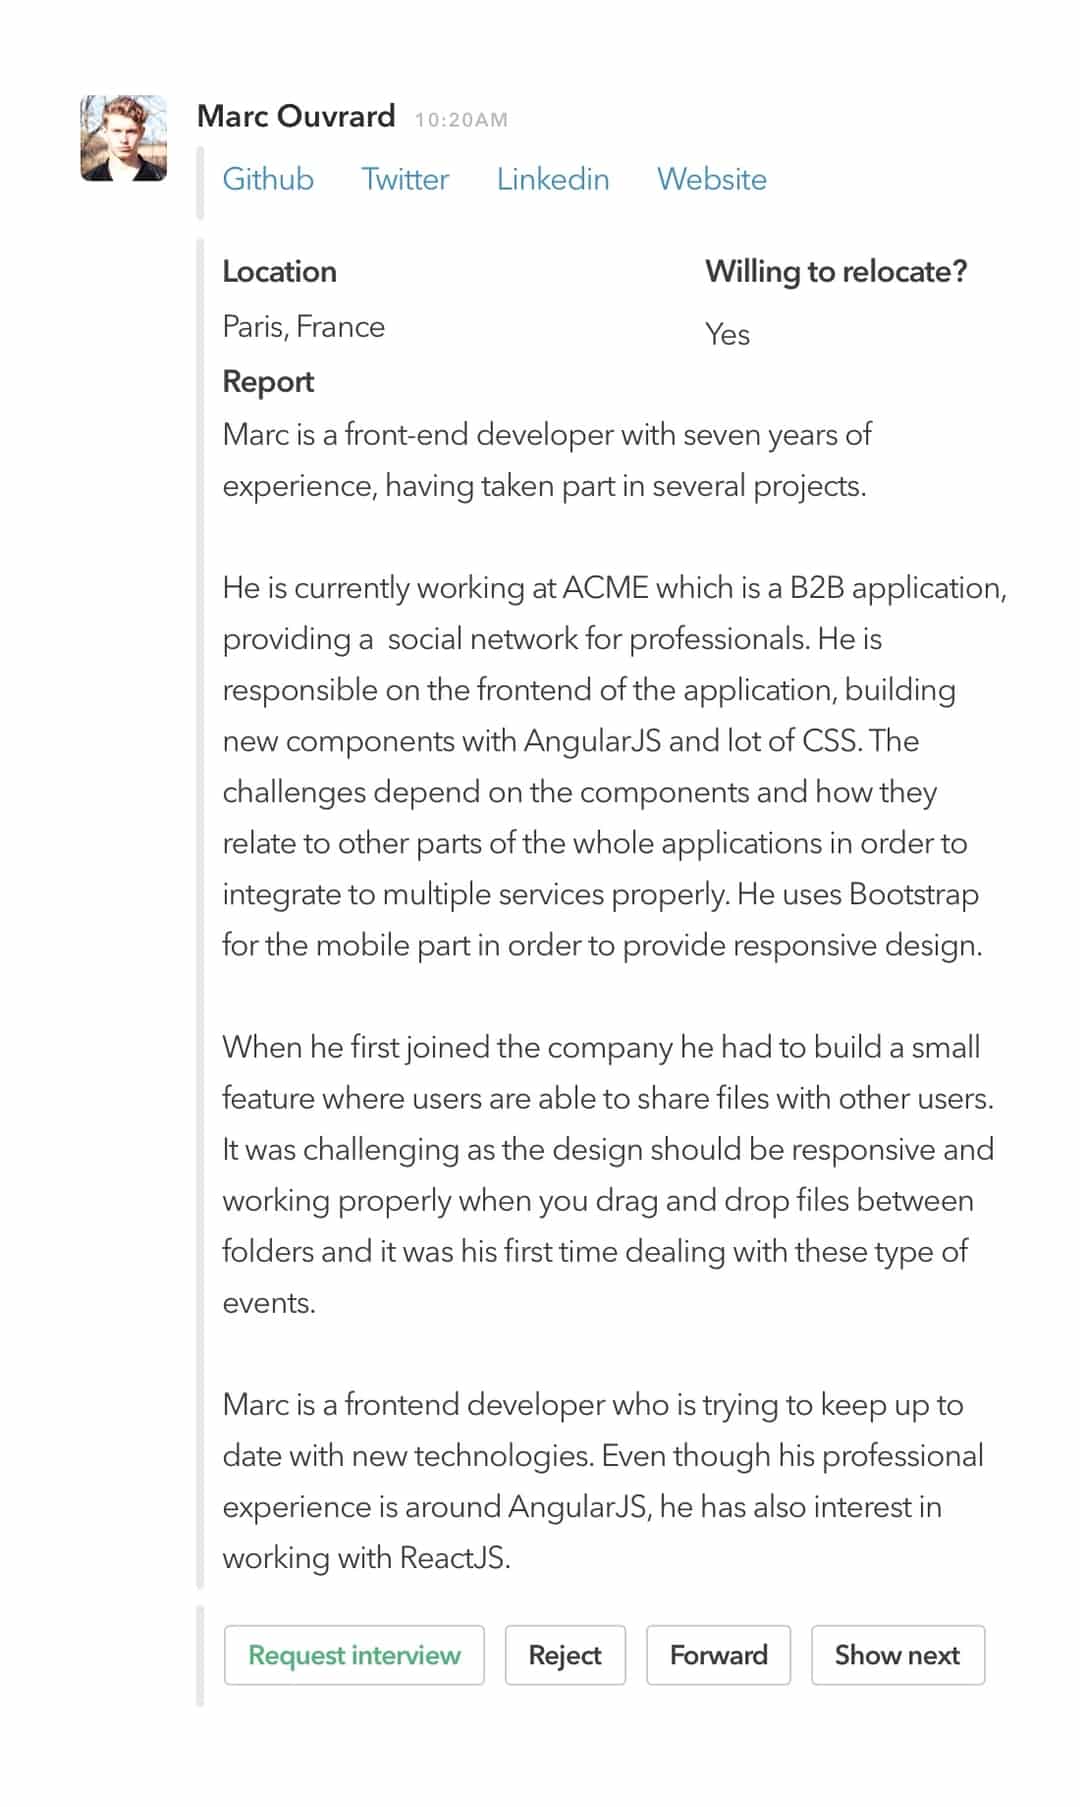 Marc Ouvrard 10:20AM
Github Twitter Linkedin Website
Location
Paris, France
Willing to relocate?
Yes
Report
Marc is a front-end developer with seven years of
experience, having taken part in several projects.
He is currently working at ACME which is a B2B application,
providing a  social network for professionals. He is
responsible on the frontend of the application, building
new components with AngularJS and lot of CSS. The
challenges depend on the components and how they
relate to other parts of the whole applications in order to
integrate to multiple services properly. He uses Bootstrap
for the mobile part in order to provide responsive design.
When he first joined the company he had to build a small
feature where users are able to share files with other users.
It was challenging as the design should be responsive and
working properly when you drag and drop files between
folders and it was his first time dealing with these type of
events.
Marc is a frontend developer who is trying to keep up to
date with new technologies. Even though his professional
experience is around AngularJS, he has also interest in
working with ReactJS.
Request interview Reject Forward Show next